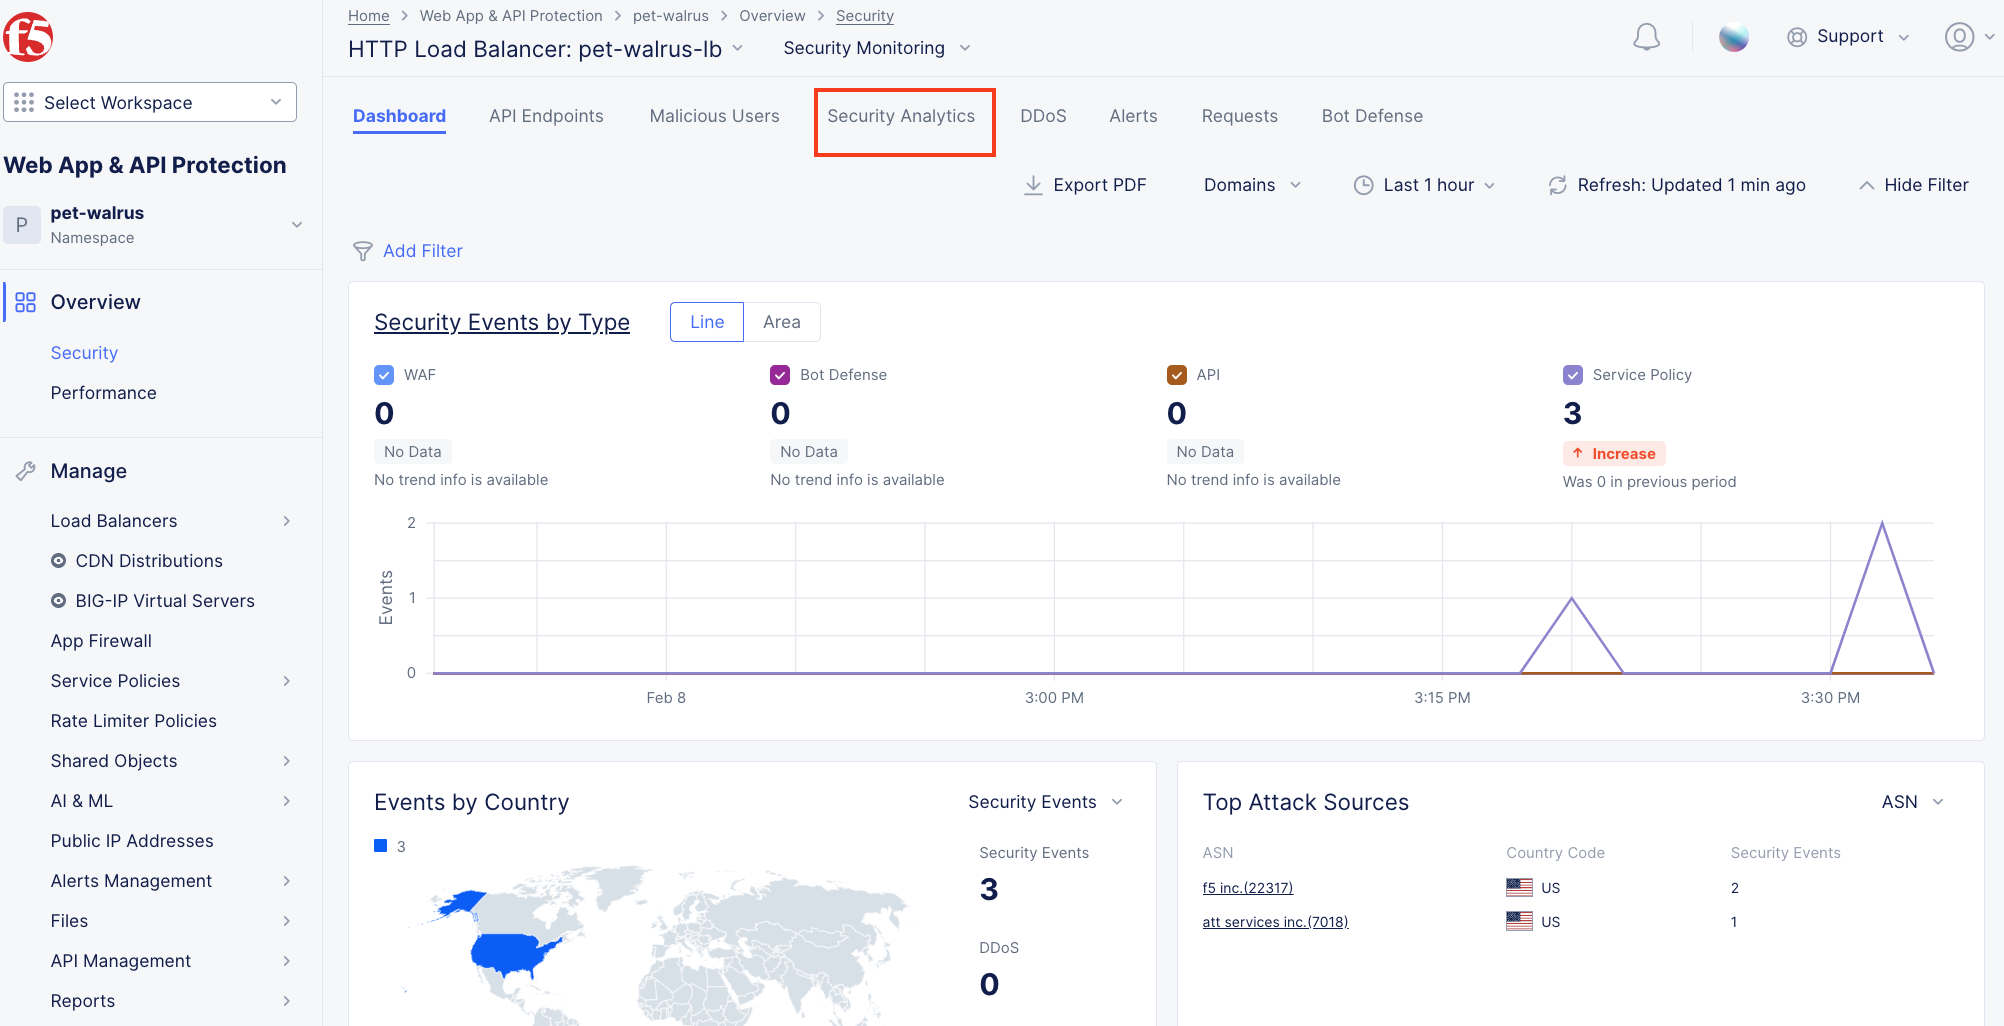 f5
Select Workspace
Web App & API Protection
P
pet-walrus
Namespace
Overview
Security
Performance
Manage
Load Balancers
CDN Distributions
BIG-IP Virtual Servers
App Firewall
Service Policies
Rate Limiter Policies
Shared Objects
AI & ML
Public IP Addresses
Alerts Management
Files
API Management
Reports
Home > Web App & API Protection > pet-walrus > Overview > Security
HTTP Load Balancer: pet-walrus-lb Security Monitoring
Support
Dashboard API Endpoints Malicious Users Security Analytics DDoS Alerts Requests Bot Defense
Export PDF Domains Last 1 hour Refresh: Updated 1 min ago Hide Filter
Add Filter
Security Events by Type Line Area
WAF Bot Defense API Service Policy
0 0 0 3
No Data No Data No Data Increase
No trend info is available No trend info is available No trend info is available Was 0 in previous period
Events
2
1
0
Feb 8 3:00 PM 3:15 PM 3:30 PM
Events by Country Security Events
3
Security Events
3
DDoS
0
Top Attack Sources ASN
ASN Country Code Security Events
f5 inc.(22317) US 2
att services inc.(7018) US 1